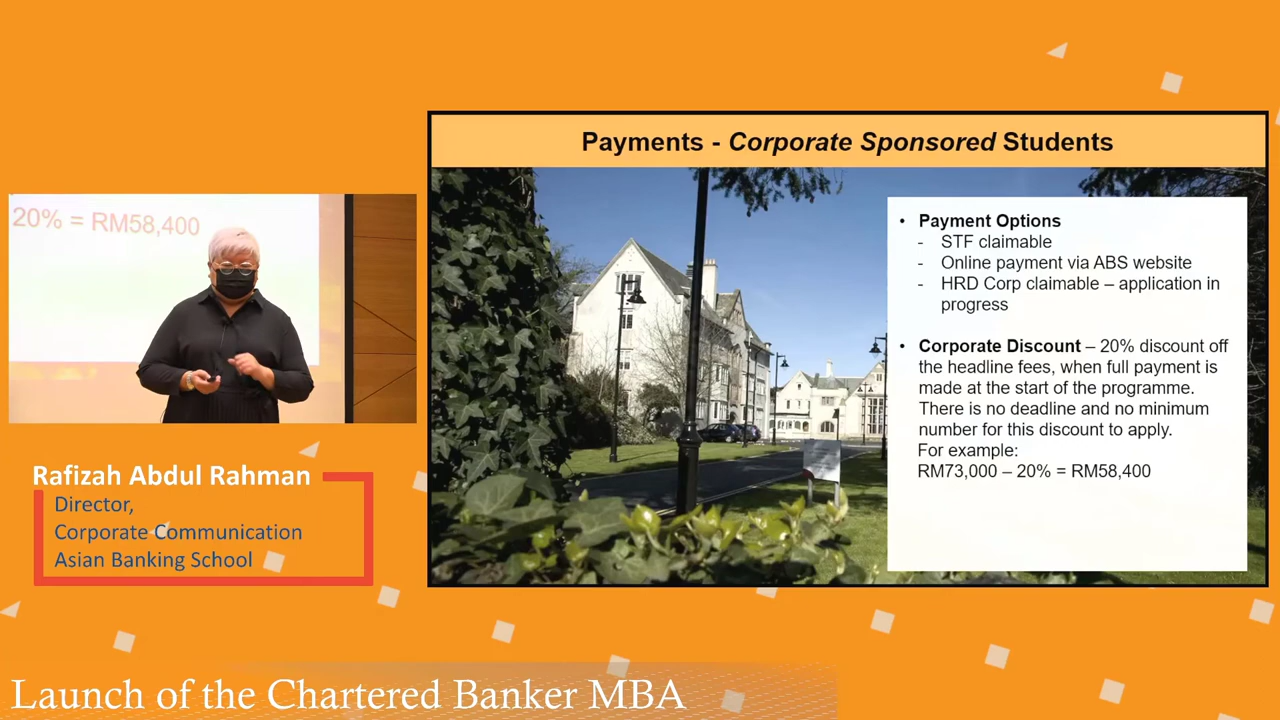 Payments - Corporate Sponsored Students
20% = RM58,400
• Payment Options
- STF claimable
- Online payment via ABS website
- HRD Corp claimable – application in
progress
• Corporate Discount – 20% discount off
the headline fees, when full payment is
made at the start of the programme.
There is no deadline and no minimum
number for this discount to apply.
For example:
RM73,000 – 20% = RM58,400
Rafizah Abdul Rahman
Director,
Corporate Communication
Asian Banking School
Launch of the Chartered Banker MBA